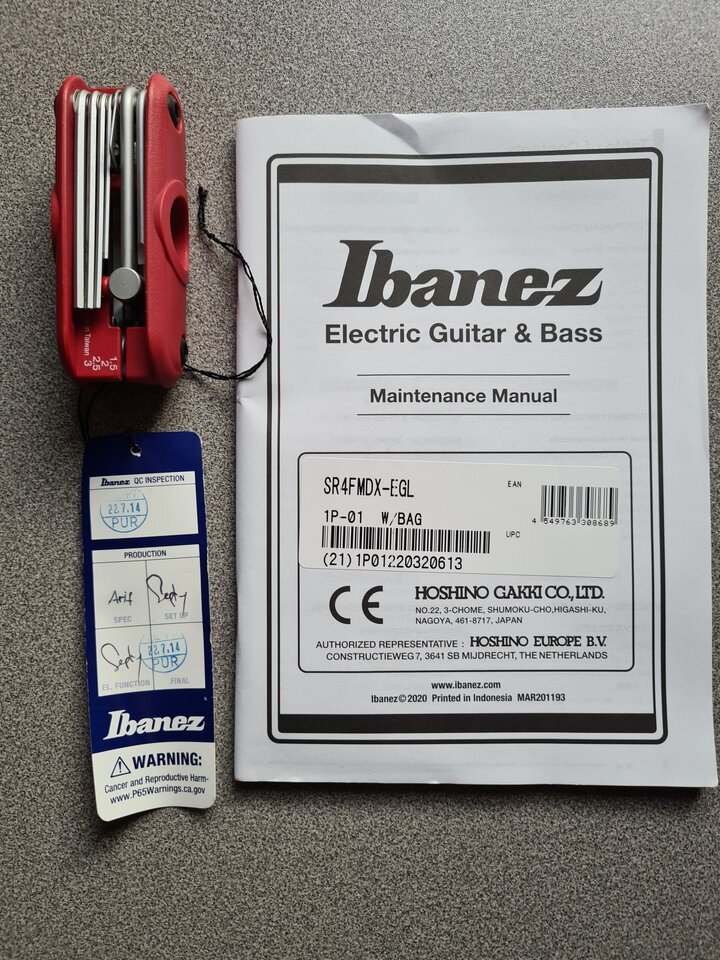 in Taiwan
1.5
2
2.5
3
Ibanez QC INSPECTION
22.7.14
PUR
PRODUCTION
SPEC
SET UP
22.7.14
PUR
EL. FUNCTION
FINAL
Ibanez
⚠ WARNING:
Cancer and Reproductive Harm-
www.P65Warnings.ca.gov
Ibanez
Electric Guitar & Bass
Maintenance Manual
SR4FMDX-EGL
EAN
4 549763 308689
1P-01 W/BAG
UPC
(21)1P01220320613
CE HOSHINO GAKKI CO., LTD.
NO.22, 3-CHOME, SHUMOKU-CHO, HIGASHI-KU,
NAGOYA, 461-8717, JAPAN
AUTHORIZED REPRESENTATIVE : HOSHINO EUROPE B.V.
CONSTRUCTIEWEG 7, 3641 SB MIJDRECHT, THE NETHERLANDS
www.ibanez.com
Ibanez©2020 Printed in Indonesia MAR201193